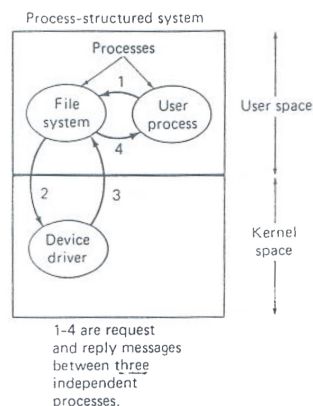 Process-structured system
Processes
1
File
system
User
process
User space
4
2
3
Device
driver
Kernel
space
1-4 are request
and reply messages
between three
independent
processes.